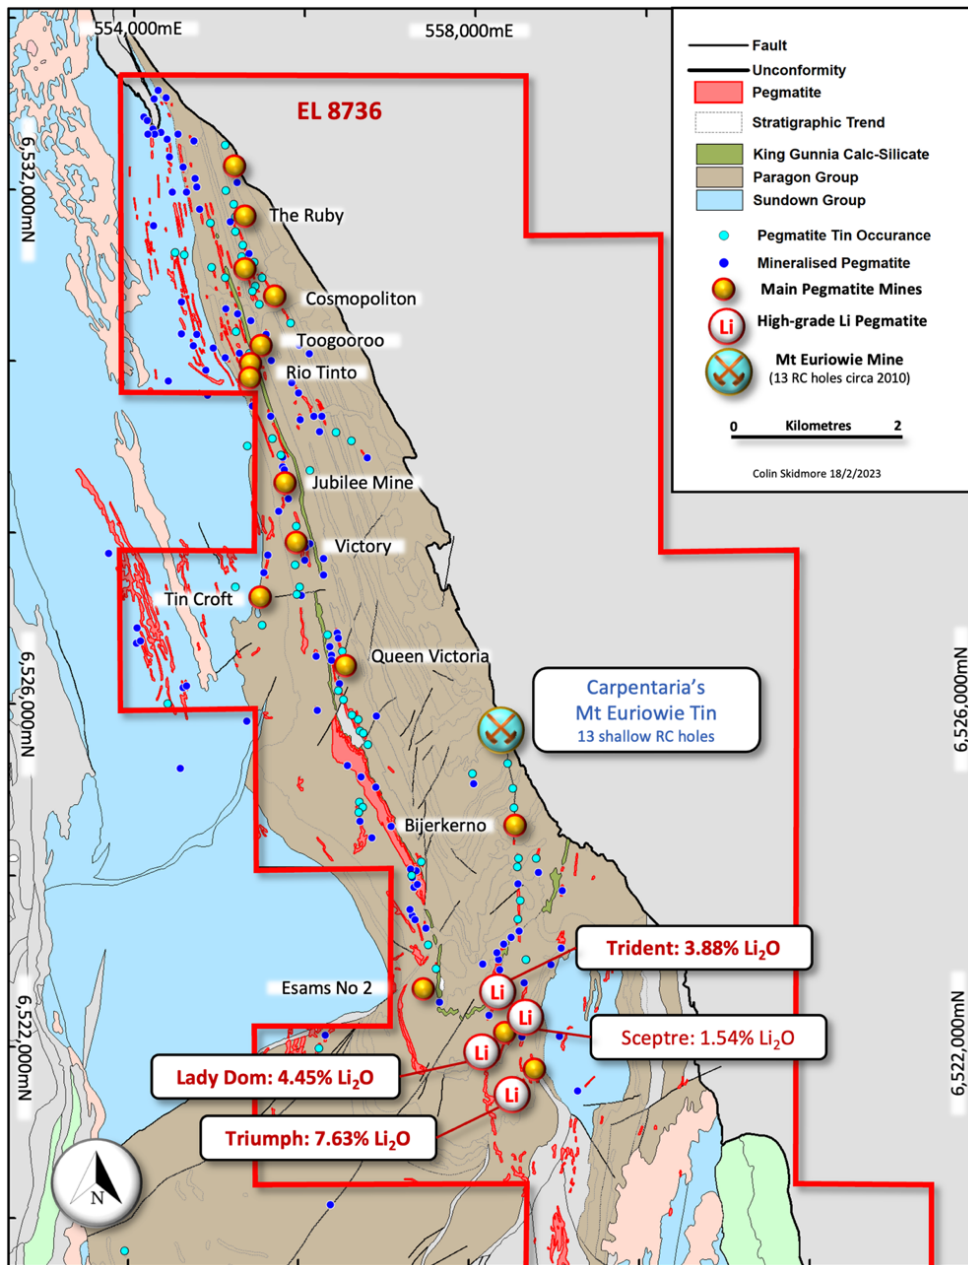 554,000mE
558,000mE
EL 8736
Fault
Unconformity
Pegmatite
Stratigraphic Trend
King Gunnia Calc-Silicate
Paragon Group
Sundown Group
Pegmatite Tin Occurance
Mineralised Pegmatite
Main Pegmatite Mines
Li
High-grade Li Pegmatite
Mt Euriowie Mine
(13 RC holes circa 2010)
0 Kilometres 2
Colin Skidmore 18/2/2023
6,532,000mN
The Ruby
Cosmopoliton
Toogooroo
Rio Tinto
Jubilee Mine
Victory
Tin Croft
Queen Victoria
6,526,000mN
6,526,000mN
Carpentaria's
Mt Euriowie Tin
13 shallow RC holes
Bijerkerno
Trident: 3.88% Li₂O
Esams No 2
Li
Li
Sceptre: 1.54% Li₂O
6,522,000mN
6,522,000mN
Li
Lady Dom: 4.45% Li₂O
Li
Triumph: 7.63% Li₂O
N